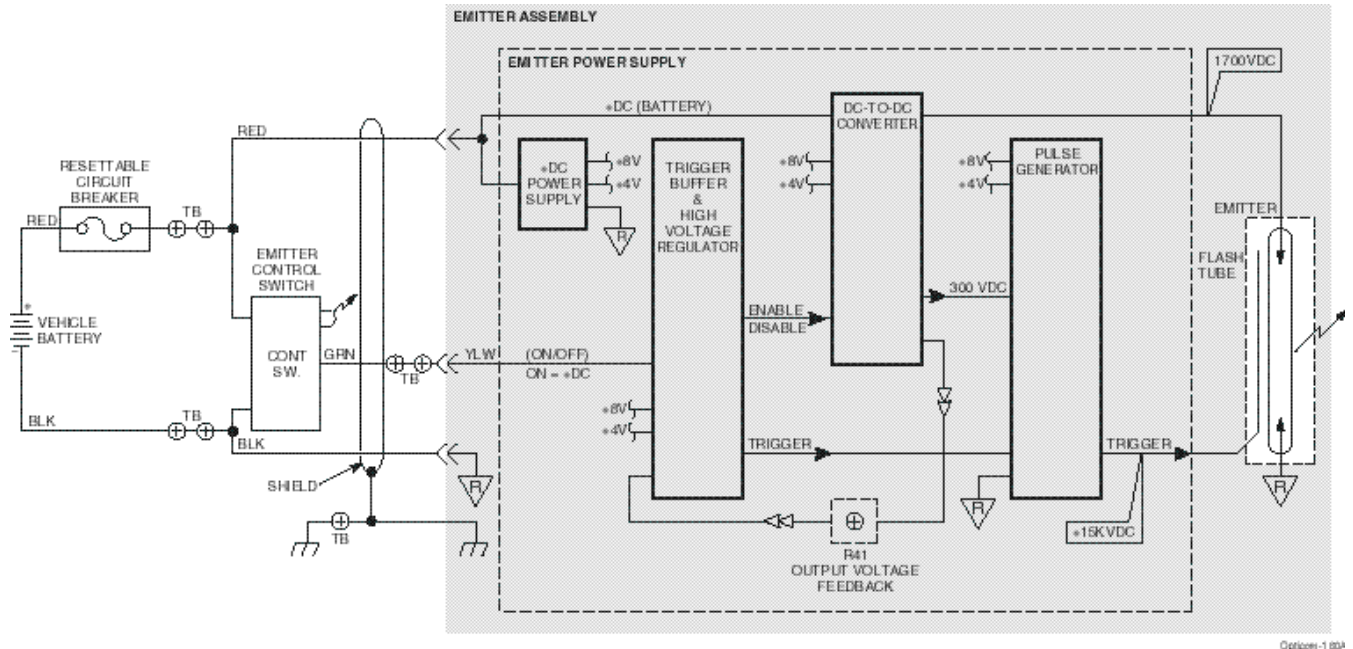 EMITTER ASSEMBLY
EMITTER POWER SUPPLY
1700VDC
+DC (BATTERY)
DC-TO-DC
CONVERTER
RED
RESETTABLE
CIRCUIT
BREAKER
+DC
POWER
SUPPLY
+8V
+4V
R
TRIGGER
BUFFER
&
HIGH
VOLTAGE
REGULATOR
+8V
+4V
+8V
+4V
PULSE
GENERATOR
RED
TB
EMITTER
FLASH
TUBE
EMITTER
CONTROL
SWITCH
+
VEHICLE
BATTERY
300 VDC
ENABLE
DISABLE
CONT
SW.
GRN
TB
YLW
(ON/OFF)
ON = +DC
+8V
+4V
BLK
TB
BLK
TRIGGER
TRIGGER
SHIELD
R
R
R
TB
R41
OUTPUT VOLTAGE
FEEDBACK
+15KVDC